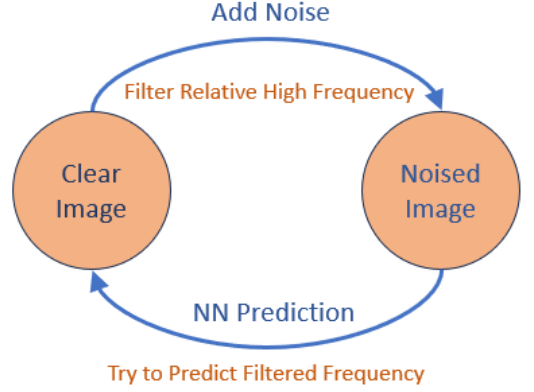 Add Noise
Filter Relative High Frequency
Clear
Image
Noised
Image
NN Prediction
Try to Predict Filtered Frequency